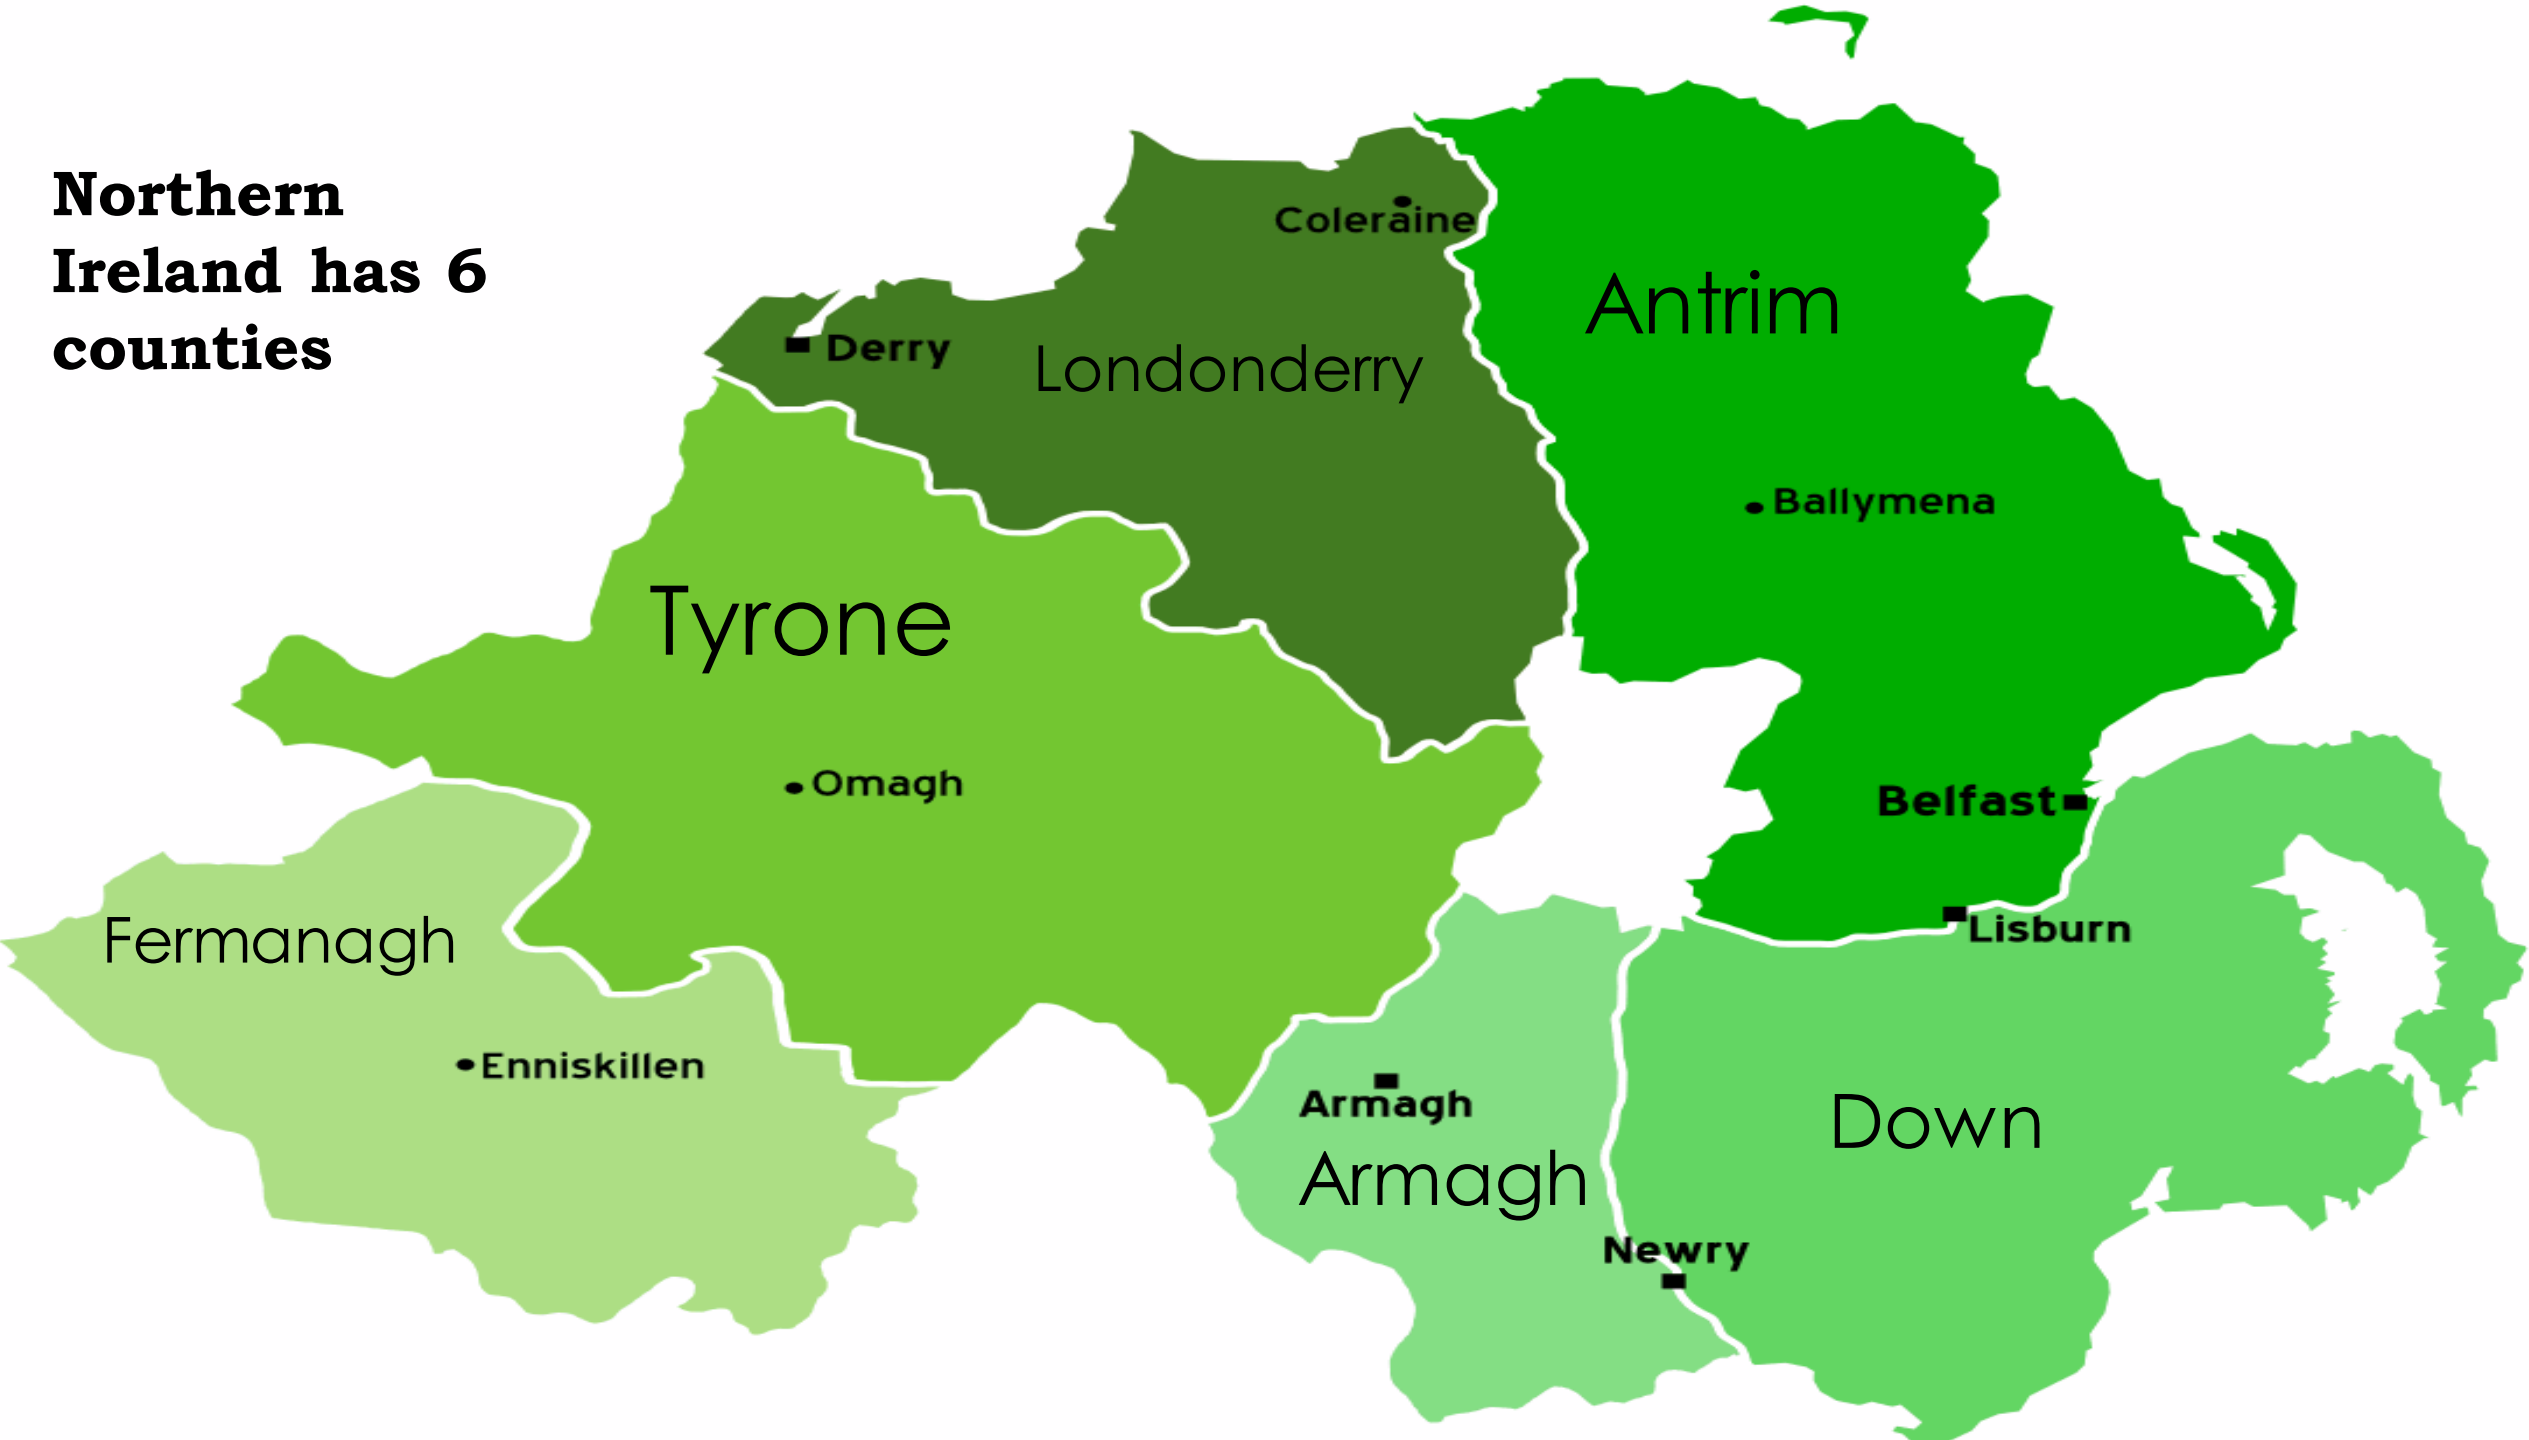 Northern
Ireland has 6
counties
Coleraine
Antrim
Derry
Londonderry
Ballymena
Tyrone
Omagh
Belfast
Fermanagh
Lisburn
Enniskillen
Armagh
Down
Armagh
Newry